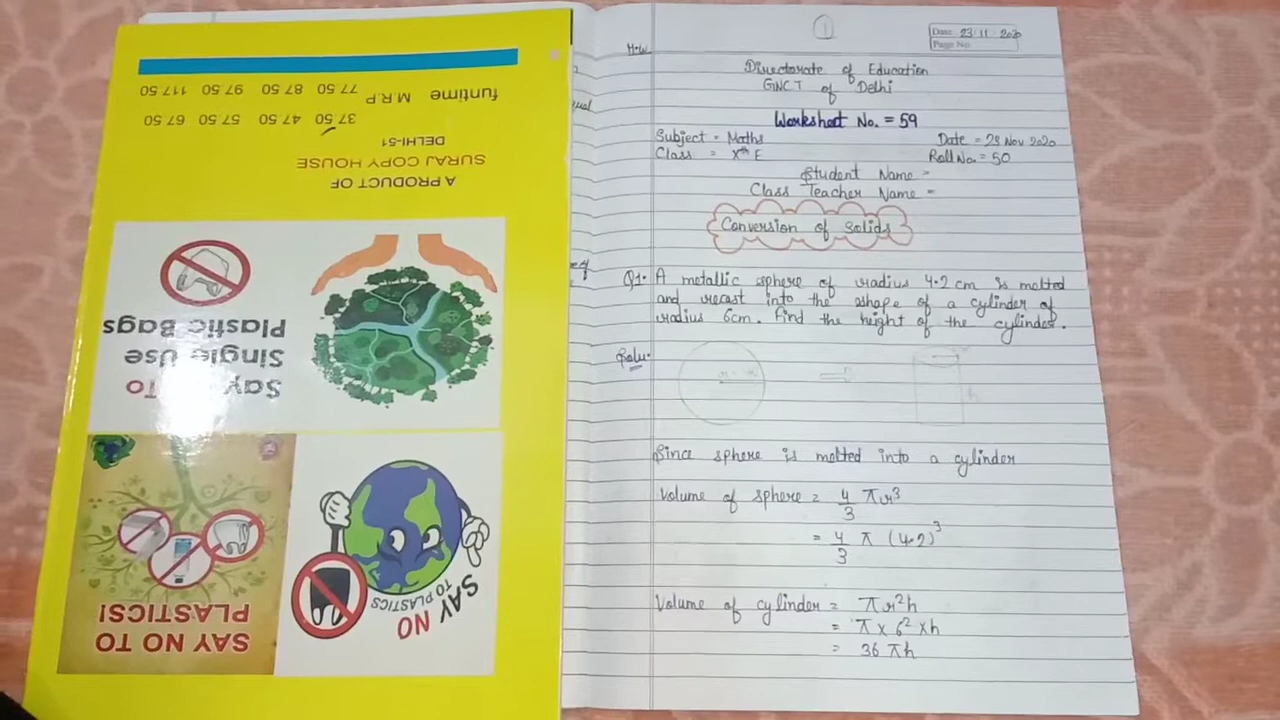 funtime M.R.P
37.50 47.50 57.50 67.50
77.50 87.50 97.50 117.50
DELHI-51
SURAJ COPY HOUSE
A PRODUCT OF
Say To
Single Use
Plastic Bags
SAY NO TO
PLASTICS!
SAY NO
TO PLASTICS
H.W
1
Date: 23.11.2020
Page No.
Directorate of Education
GNCT of Delhi
Worksheet No. = 59
Subject = Maths
Date = 23 Nov 2020
Class = Xth E
Roll No. = 50
Student Name =
Class Teacher Name =
Conversion of Solids
Q1. A metallic sphere of radius 4.2 cm is melted
and recast into the shape of a cylinder of
radius 6cm. Find the height of the cylinder.
Solu.
h
Since sphere is melted into a cylinder
Volume of sphere = 4/3 πr³
= 4/3 π (4.2)³
Volume of cylinder = πr²h
= π × 6² × h
= 36 πh